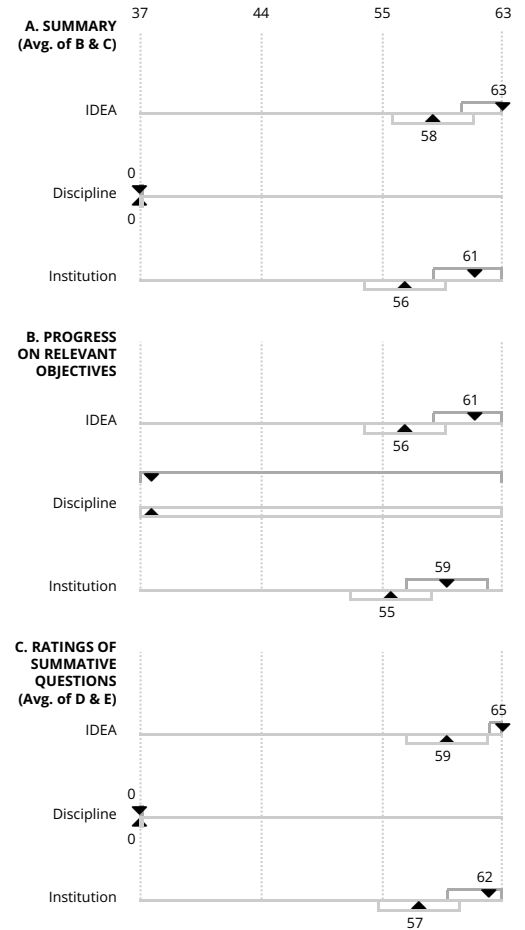 37 44 55 63
A. SUMMARY
(Avg. of B & C)
63
IDEA
58
0
Discipline
0
61
Institution
56
B. PROGRESS
ON RELEVANT
OBJECTIVES
61
IDEA
56
Discipline
59
Institution
55
C. RATINGS OF
SUMMATIVE
QUESTIONS
(Avg. of D & E)
65
IDEA
59
0
Discipline
0
62
Institution
57